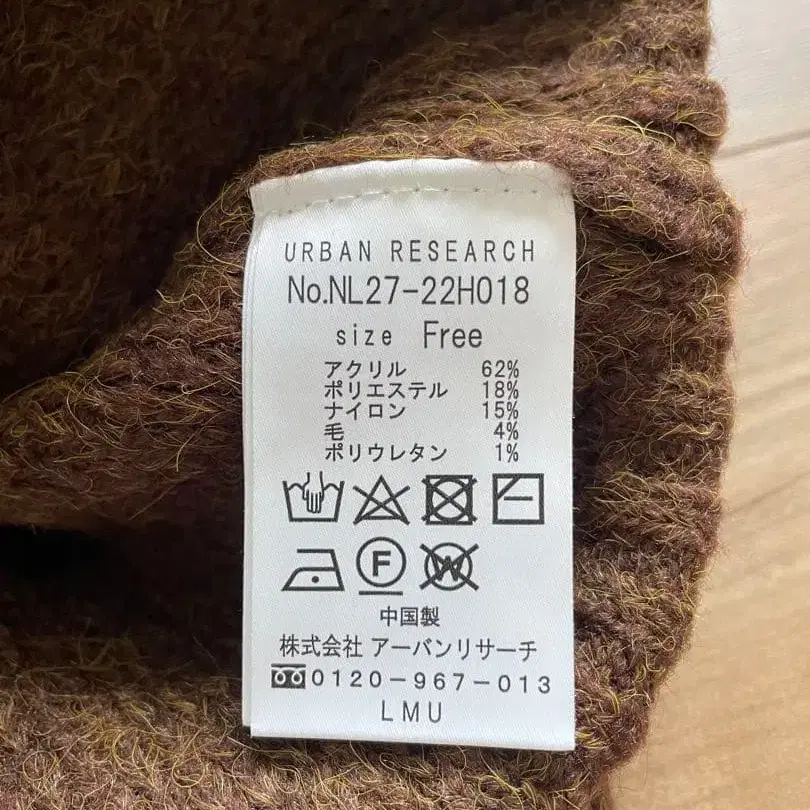 URBAN RESEARCH
No.NL27-22H018
size Free
アクリル 62%
ポリエステル 18%
ナイロン 15%
毛 4%
ポリウレタン 1%
F W
中国製
株式会社 アーバンリサーチ
0120-967-013
LMU